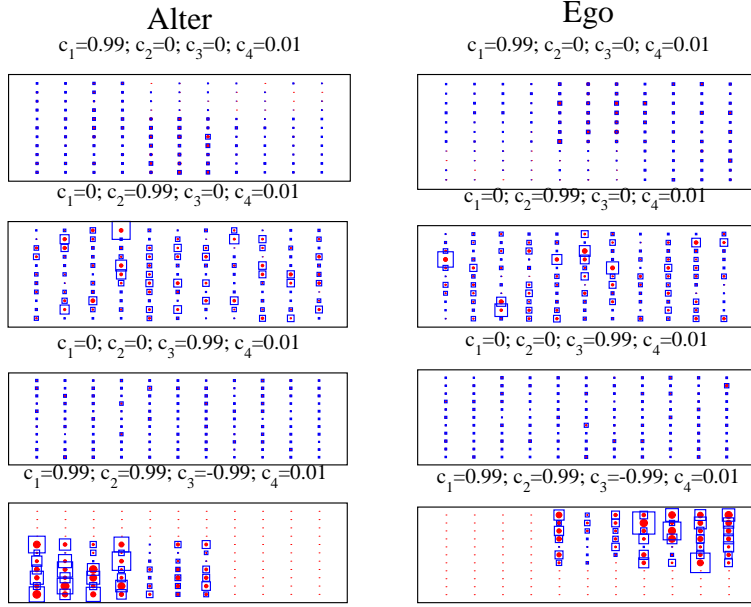 Alter
c₁=0.99; c₂=0; c₃=0; c₄=0.01
c₁=0; c₂=0.99; c₃=0; c₄=0.01
c₁=0; c₂=0; c₃=0.99; c₄=0.01
c₁=0.99; c₂=0.99; c₃=-0.99; c₄=0.01
Ego
c₁=0.99; c₂=0; c₃=0; c₄=0.01
c₁=0; c₂=0.99; c₃=0; c₄=0.01
c₁=0; c₂=0; c₃=0.99; c₄=0.01
c₁=0.99; c₂=0.99; c₃=-0.99; c₄=0.01